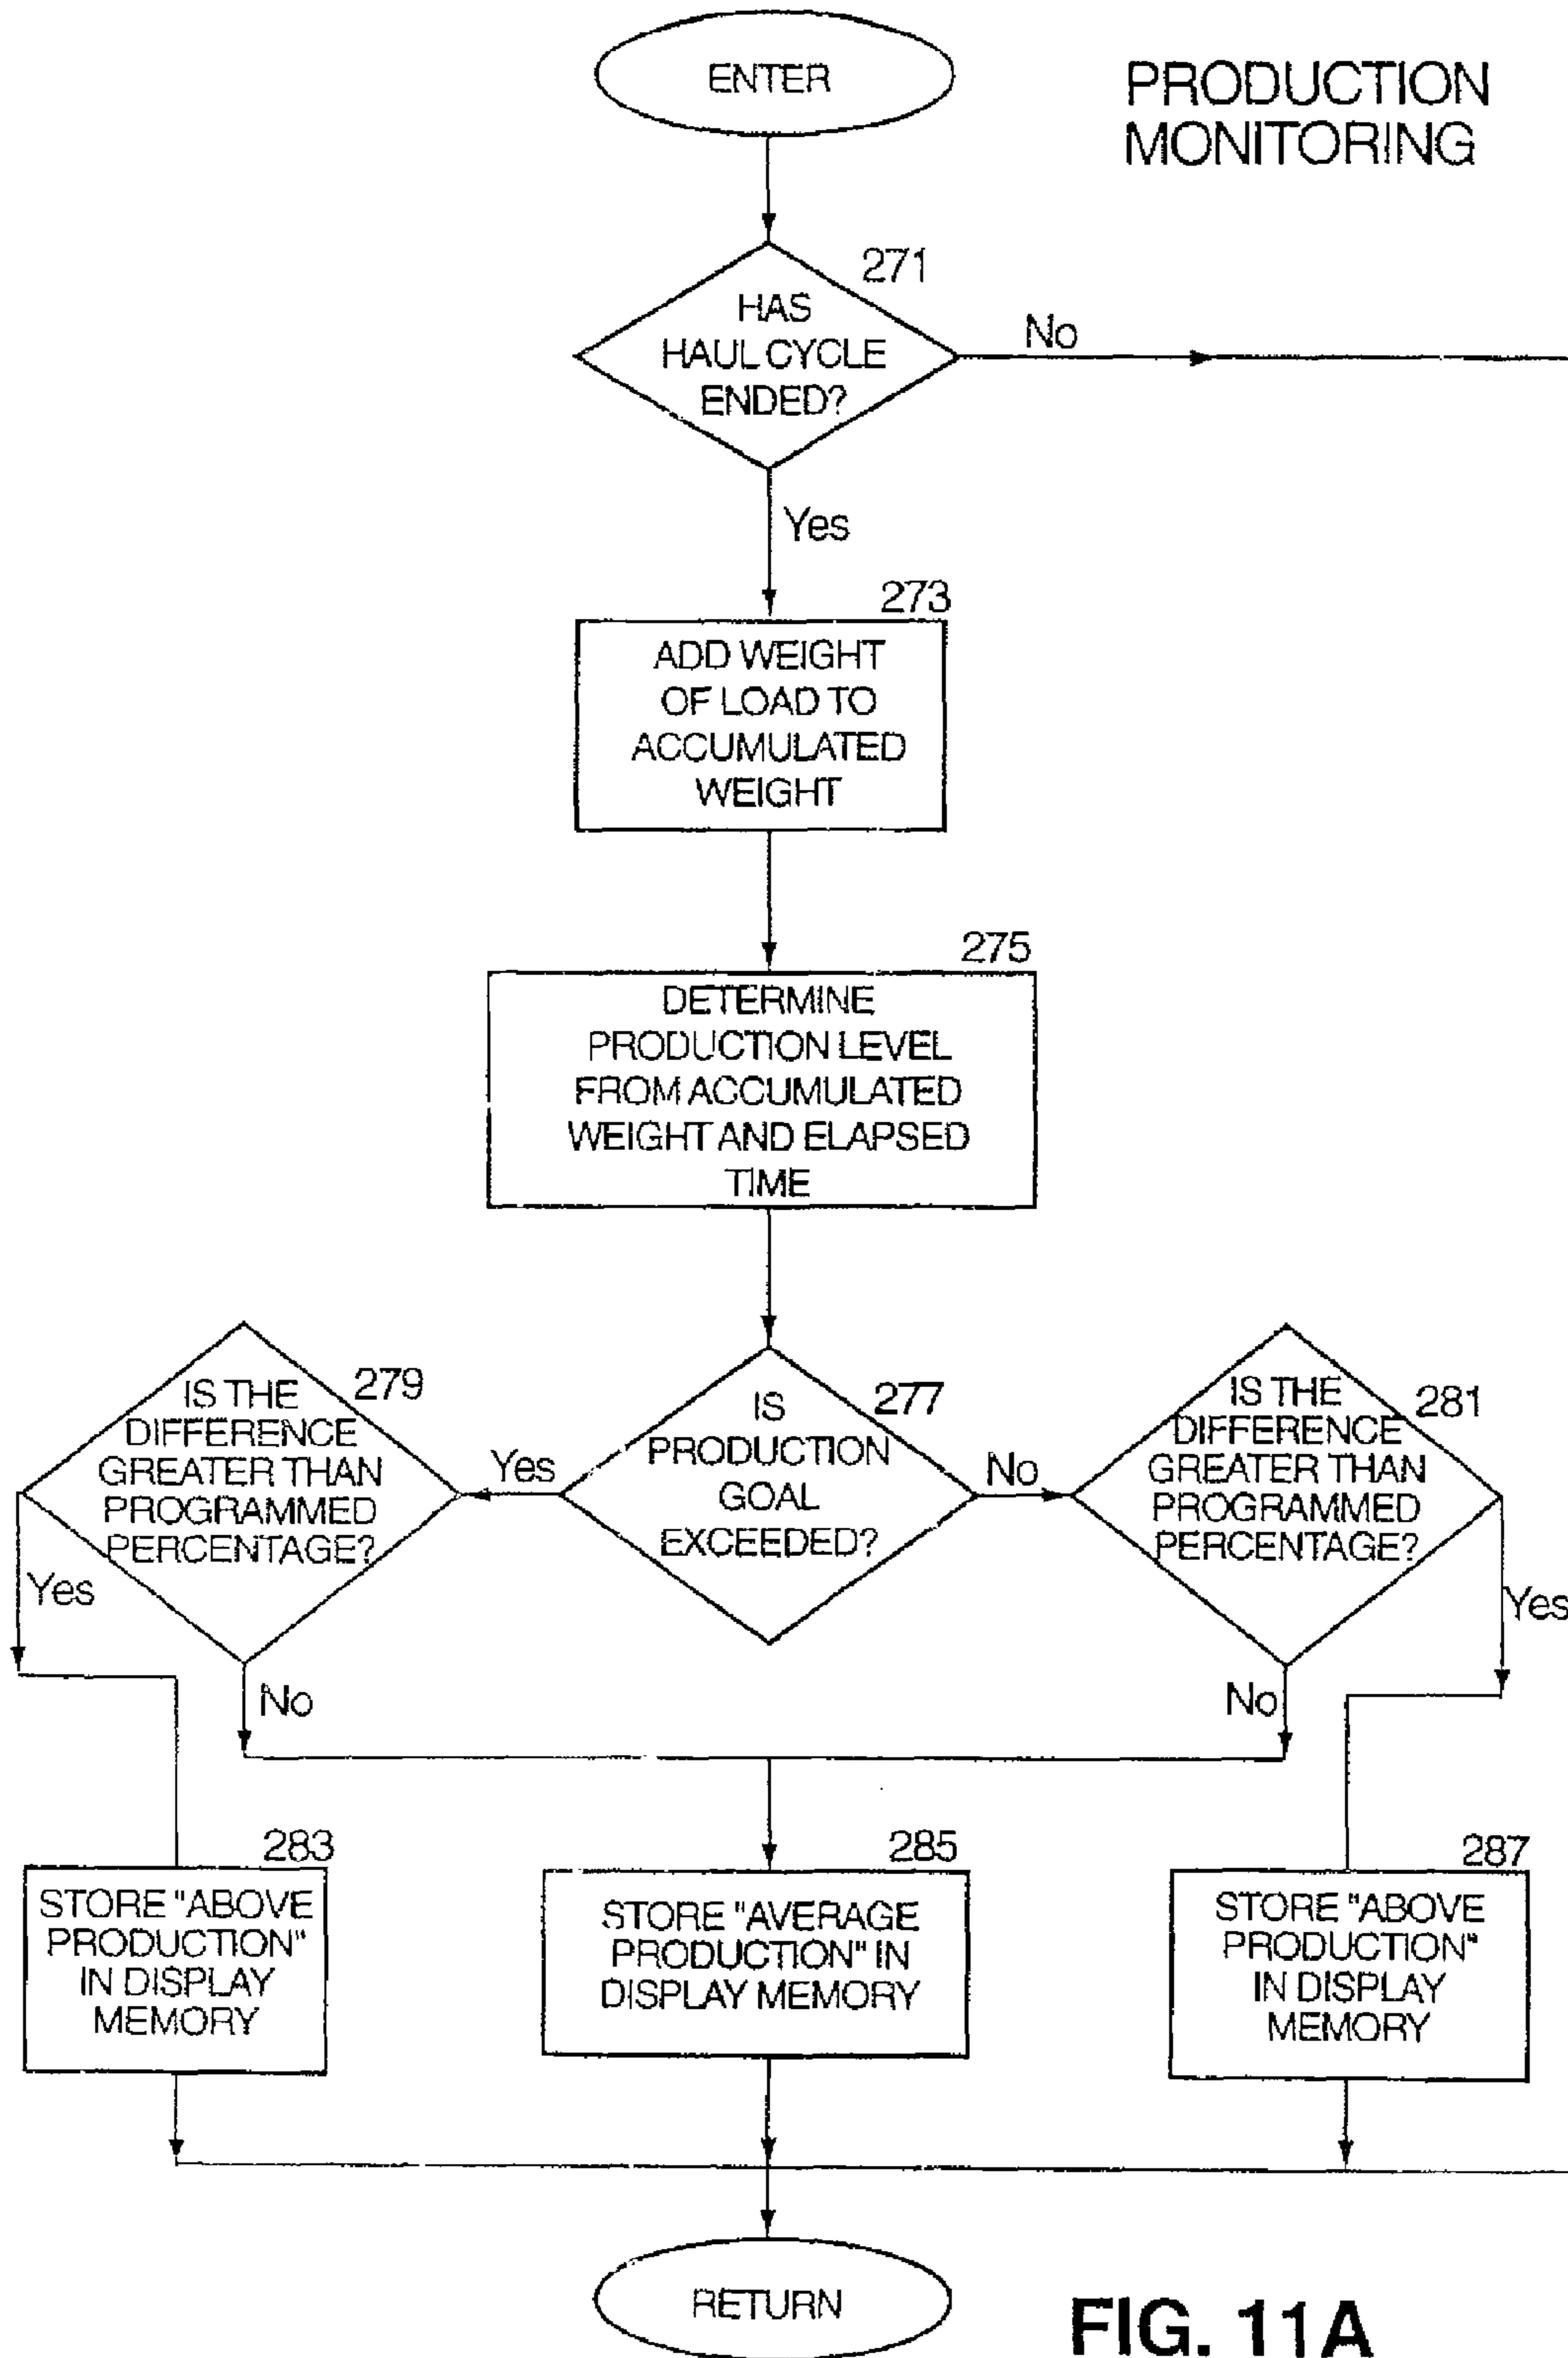 ENTER
PRODUCTION
MONITORING
271
HAS
HAUL CYCLE
ENDED?
No
Yes
273
ADD WEIGHT
OF LOAD TO
ACCUMULATED
WEIGHT
275
DETERMINE
PRODUCTION LEVEL
FROM ACCUMULATED
WEIGHT AND ELAPSED
TIME
279
IS THE
DIFFERENCE
GREATER THAN
PROGRAMMED
PERCENTAGE?
Yes
277
IS
PRODUCTION
GOAL
EXCEEDED?
No
281
IS THE
DIFFERENCE
GREATER THAN
PROGRAMMED
PERCENTAGE?
Yes
No
No
Yes
283
STORE "ABOVE
PRODUCTION"
IN DISPLAY
MEMORY
285
STORE "AVERAGE
PRODUCTION" IN
DISPLAY MEMORY
287
STORE "ABOVE
PRODUCTION"
IN DISPLAY
MEMORY
RETURN
FIG. 11A